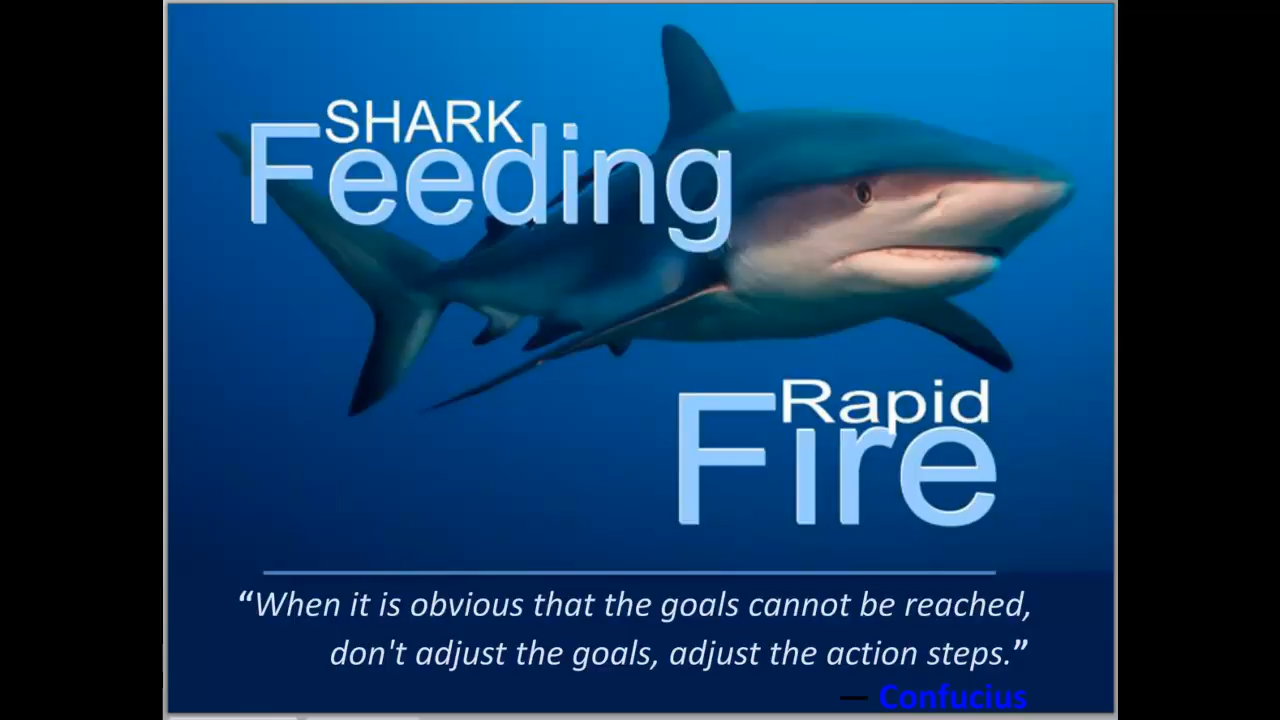 SHARK
Feeding
Rapid
Fire
“When it is obvious that the goals cannot be reached,
don't adjust the goals, adjust the action steps.”
— Confucius